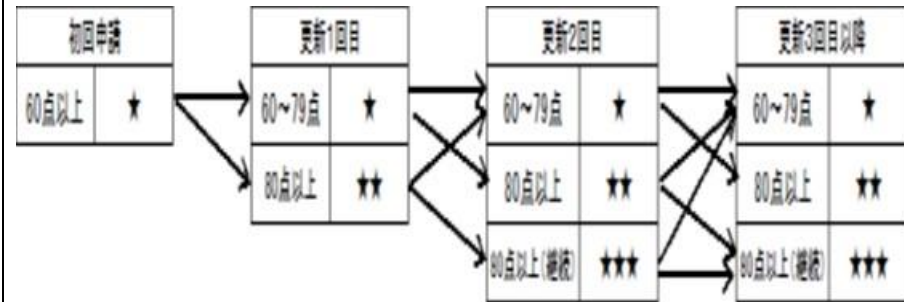 初回申請
60点以上 ★
更新1回目
60～79点 ★
80点以上 ★★
更新2回目
60～79点 ★
80点以上 ★★
80点以上(継続) ★★★
更新3回目以降
60～79点 ★
80点以上 ★★
80点以上(継続) ★★★